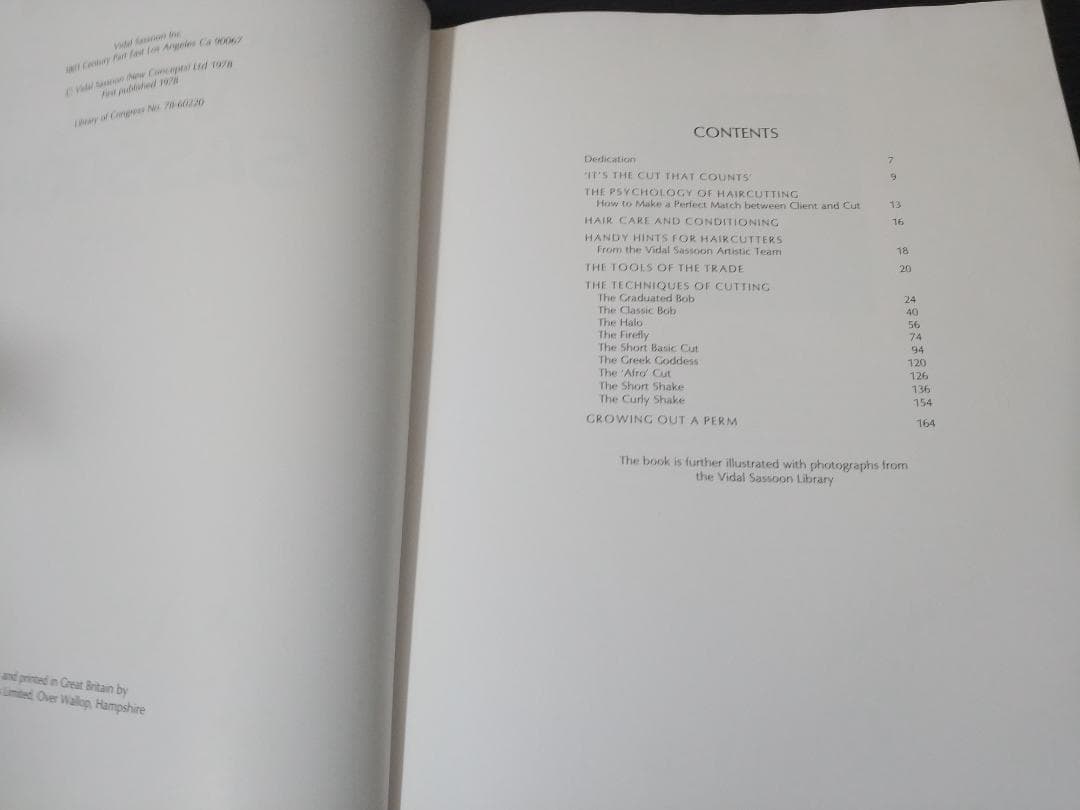 Vidal Sassoon Inc.
1801 Century Part East Los Angeles Ca 90067
© Vidal Sassoon (New Concepts) Ltd 1978
First published 1978
Library of Congress No. 78-60220
and printed in Great Britain by
Limited, Over Wallop, Hampshire
CONTENTS
Dedication 7
'IT'S THE CUT THAT COUNTS' 9
THE PSYCHOLOGY OF HAIRCUTTING
How to Make a Perfect Match between Client and Cut 13
HAIR CARE AND CONDITIONING 16
HANDY HINTS FOR HAIRCUTTERS
From the Vidal Sassoon Artistic Team 18
THE TOOLS OF THE TRADE 20
THE TECHNIQUES OF CUTTING
The Graduated Bob 24
The Classic Bob 40
The Halo 56
The Firefly 74
The Short Basic Cut 94
The Greek Goddess 120
The 'Afro' Cut 126
The Short Shake 136
The Curly Shake 154
GROWING OUT A PERM 164
The book is further illustrated with photographs from
the Vidal Sassoon Library